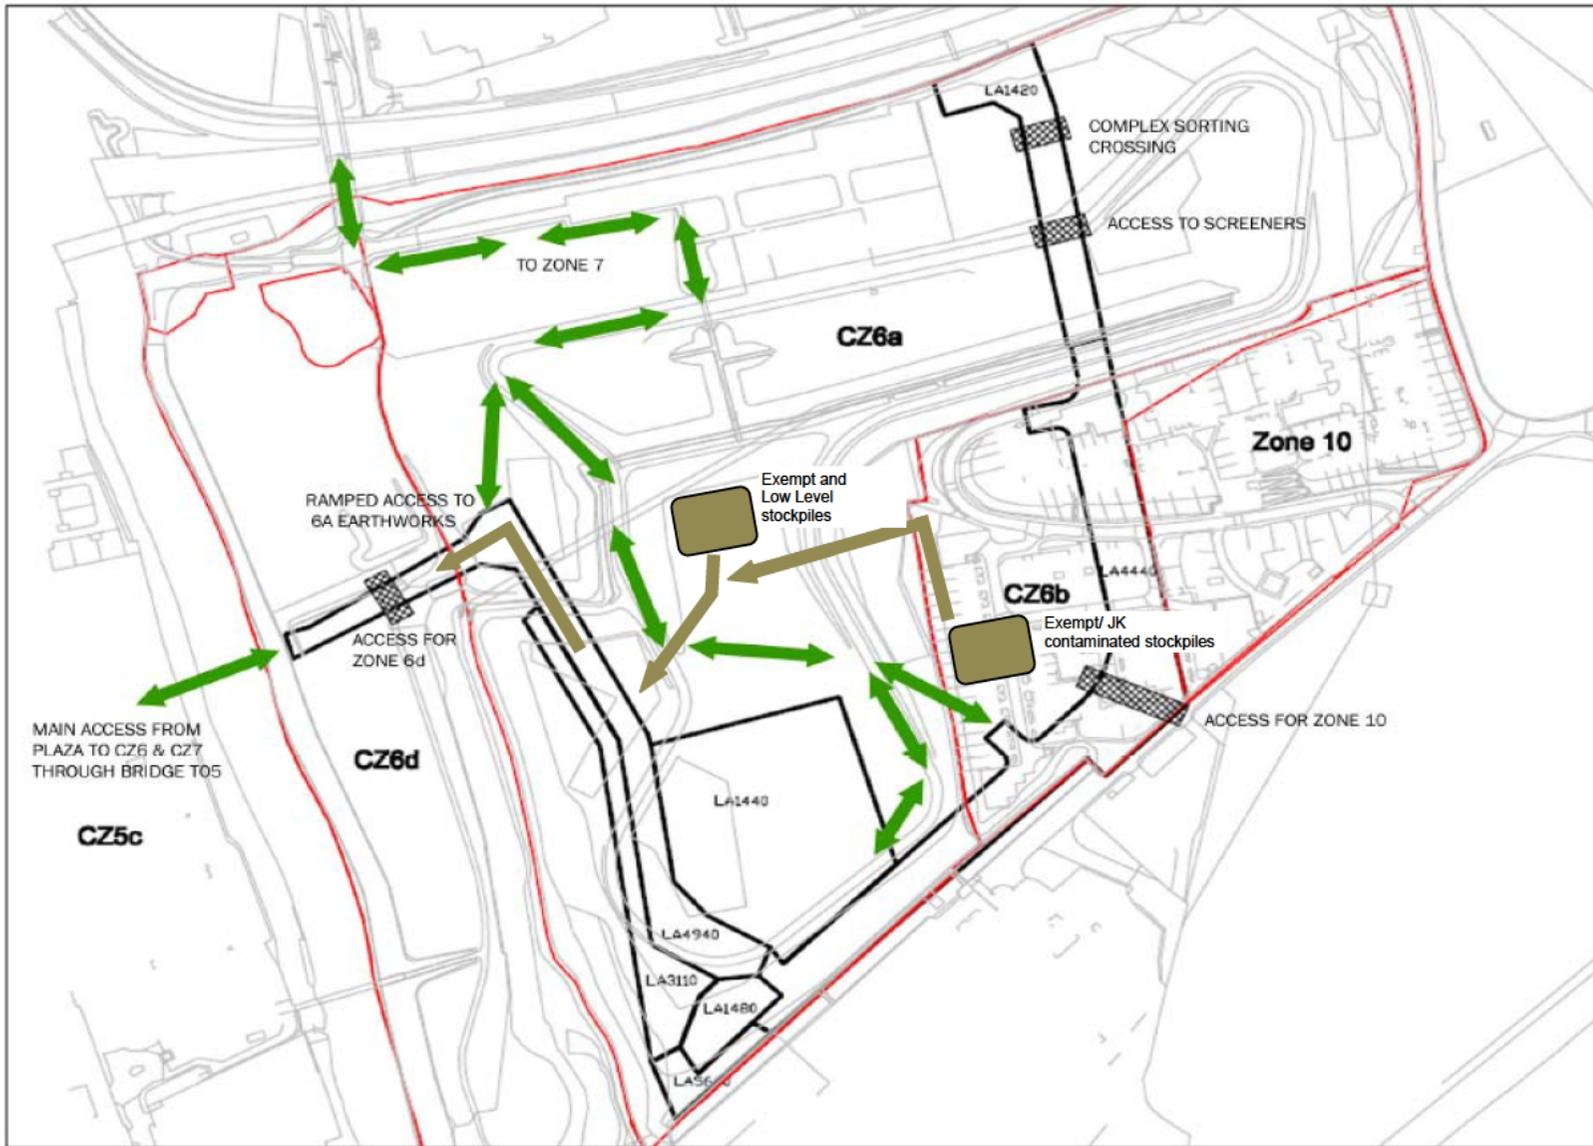 LA1420
COMPLEX SORTING
CROSSING
ACCESS TO SCREENERS
TO ZONE 7
CZ6a
Zone 10
Exempt and
Low Level
stockpiles
RAMPED ACCESS TO
6A EARTHWORKS
LA4440
CZ6b
Exempt/ JK
contaminated stockpiles
ACCESS FOR
ZONE 6d
ACCESS FOR ZONE 10
MAIN ACCESS FROM
PLAZA TO CZ6 & CZ7
THROUGH BRIDGE T05
CZ6d
LA1440
CZ5c
LA4940
LA3110
LA1480